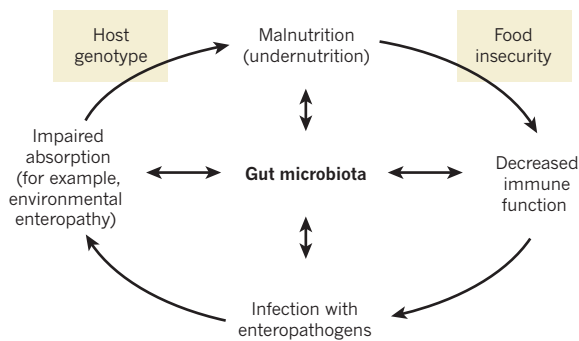 Host
genotype
Malnutrition
(undernutrition)
Food
insecurity
Impaired
absorption
(for example,
environmental
enteropathy)
Gut microbiota
Decreased
immune
function
Infection with
enteropathogens